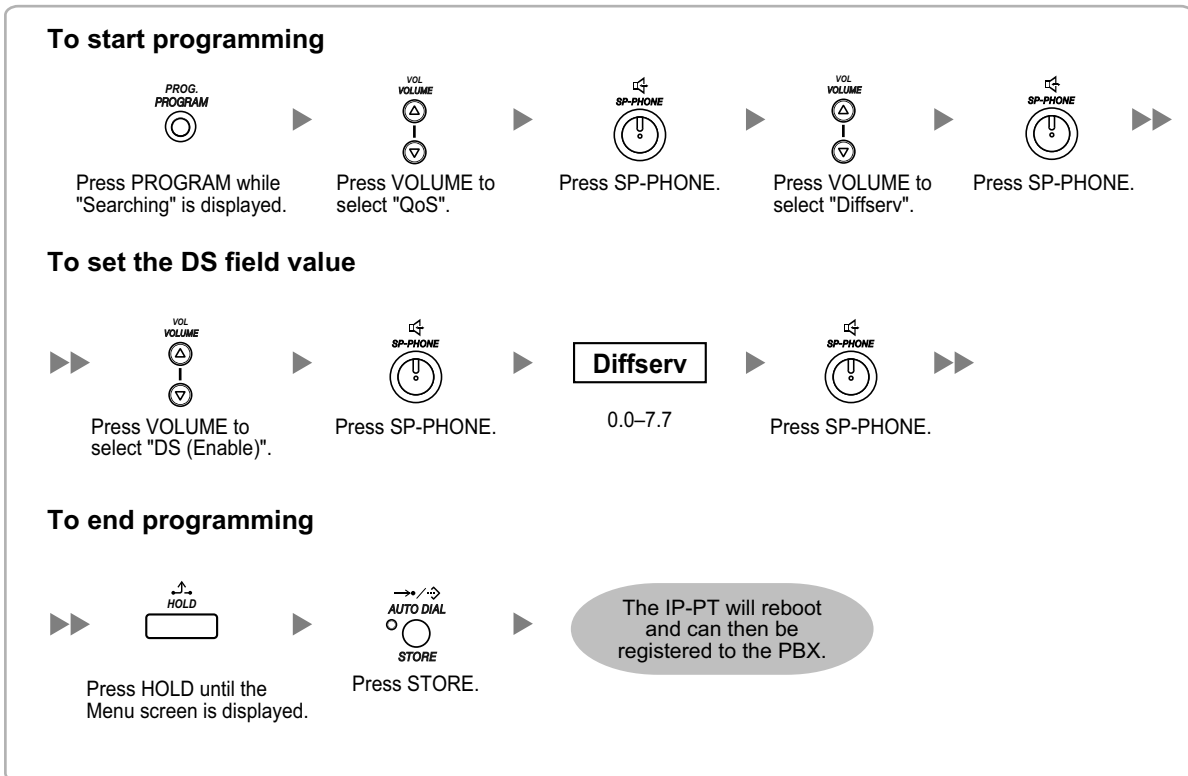 To start programming
PROG.
PROGRAM
VOL
VOLUME
SP-PHONE
VOL
VOLUME
SP-PHONE
Press PROGRAM while
"Searching" is displayed.
Press VOLUME to
select "QoS".
Press SP-PHONE.
Press VOLUME to
select "Diffserv".
Press SP-PHONE.
To set the DS field value
VOL
VOLUME
SP-PHONE
Diffserv
SP-PHONE
Press VOLUME to
select "DS (Enable)".
Press SP-PHONE.
0.0–7.7
Press SP-PHONE.
To end programming
HOLD
AUTO DIAL
STORE
The IP-PT will reboot
and can then be
registered to the PBX.
Press HOLD until the
Menu screen is displayed.
Press STORE.